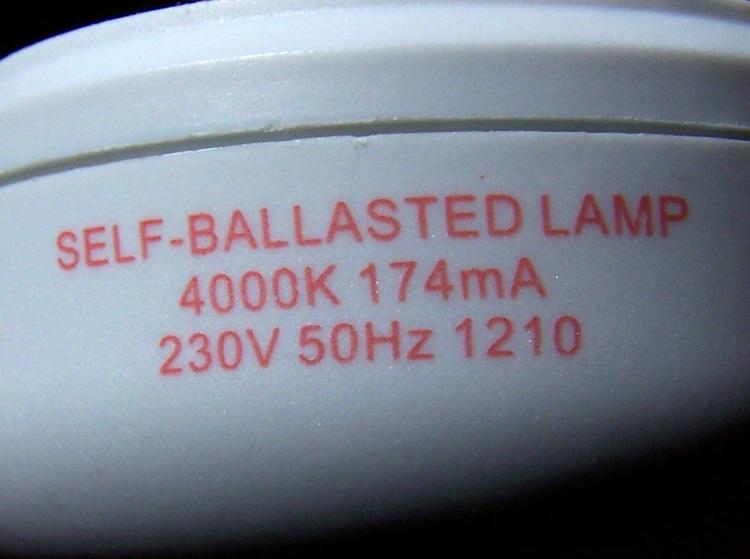 SELF-BALLASTED LAMP
4000K 174mA
230V 50Hz 1210